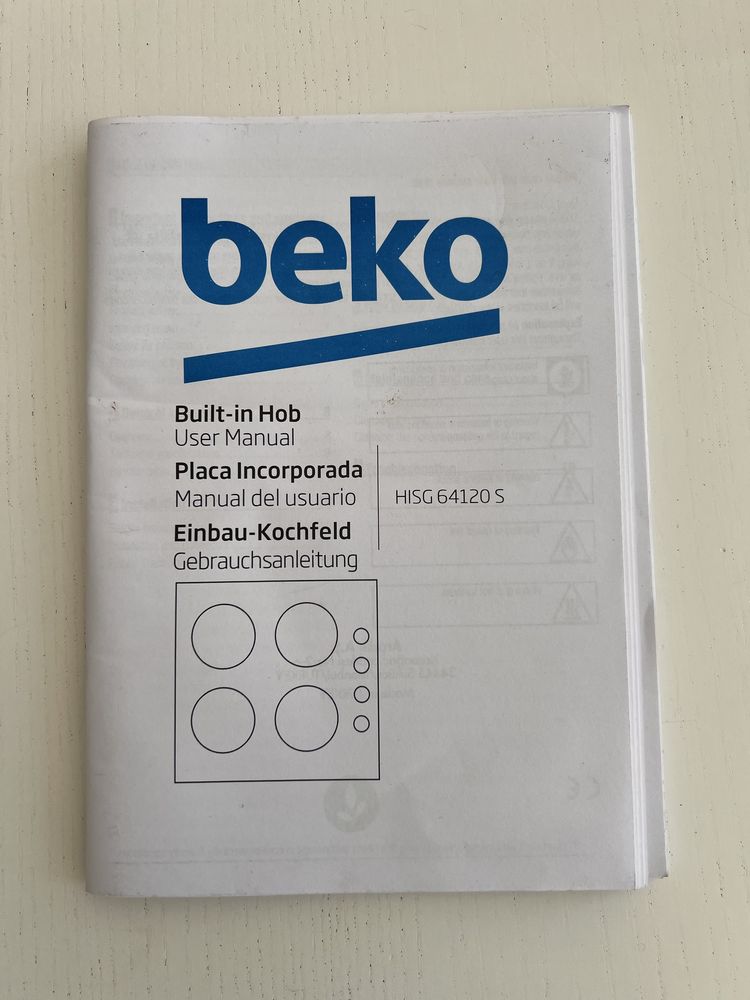 beko
Built-in Hob
User Manual
Placa Incorporada
Manual del usuario
HISG 64120 S
Einbau-Kochfeld
Gebrauchsanleitung